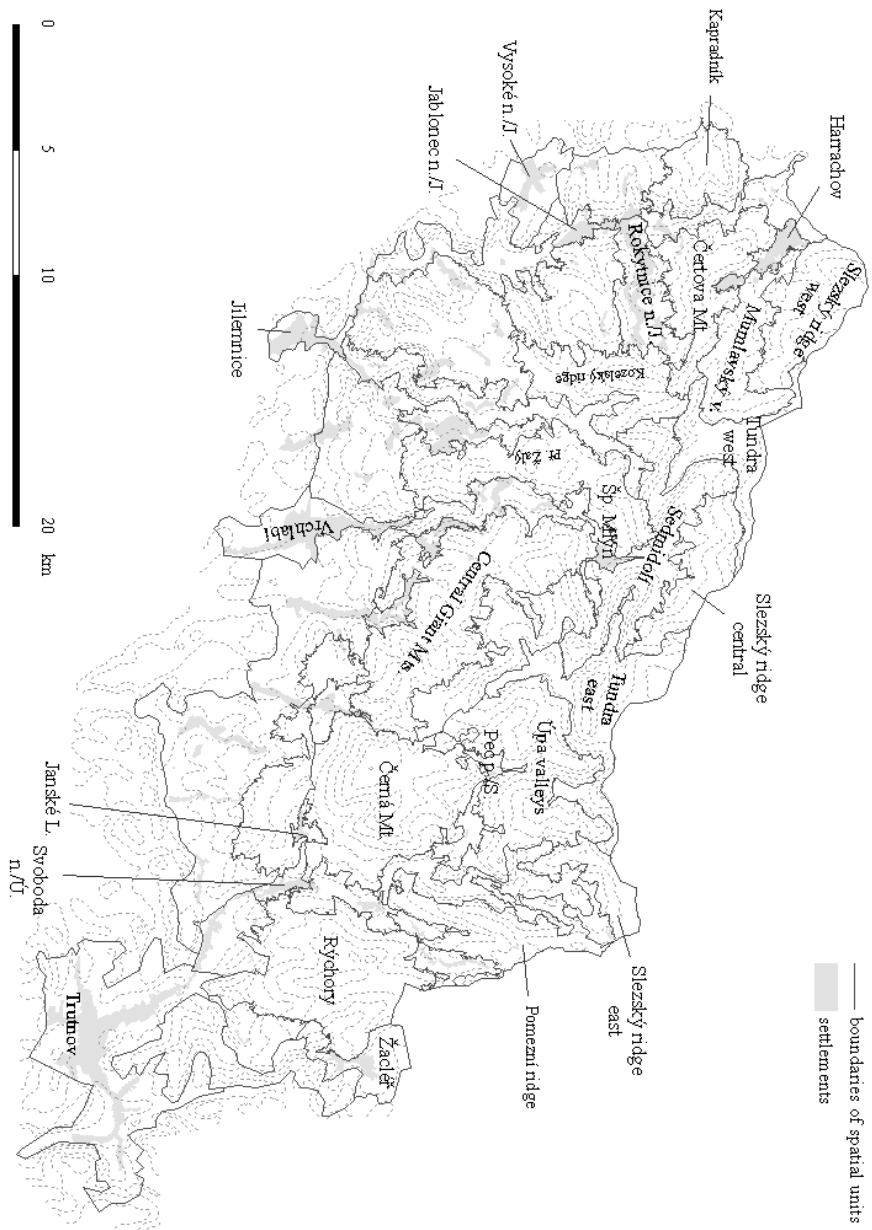 Kapradník
Harrachov
Vysoké n./J.
Jablonec n./J.
Slezský ridge
west
Čertova Mt.
Mumlavský v.
Rokytnice n./J.
Tundra
west
Kozelský ridge
Jilemnice
Př. Žalý
Šp. Mlýn
Sedmidolí
Slezský ridge
central
Vrchlabí
Central Giant Mts.
Tundra
east
Úpa valleys
Pec p./S
Černá Mt
Janské L.
Svoboda
n./Ú.
Slezský ridge
east
Pomezní ridge
Rýchory
Žacléř
Trutnov
0 5 10 20 km
boundaries of spatial units
settlements